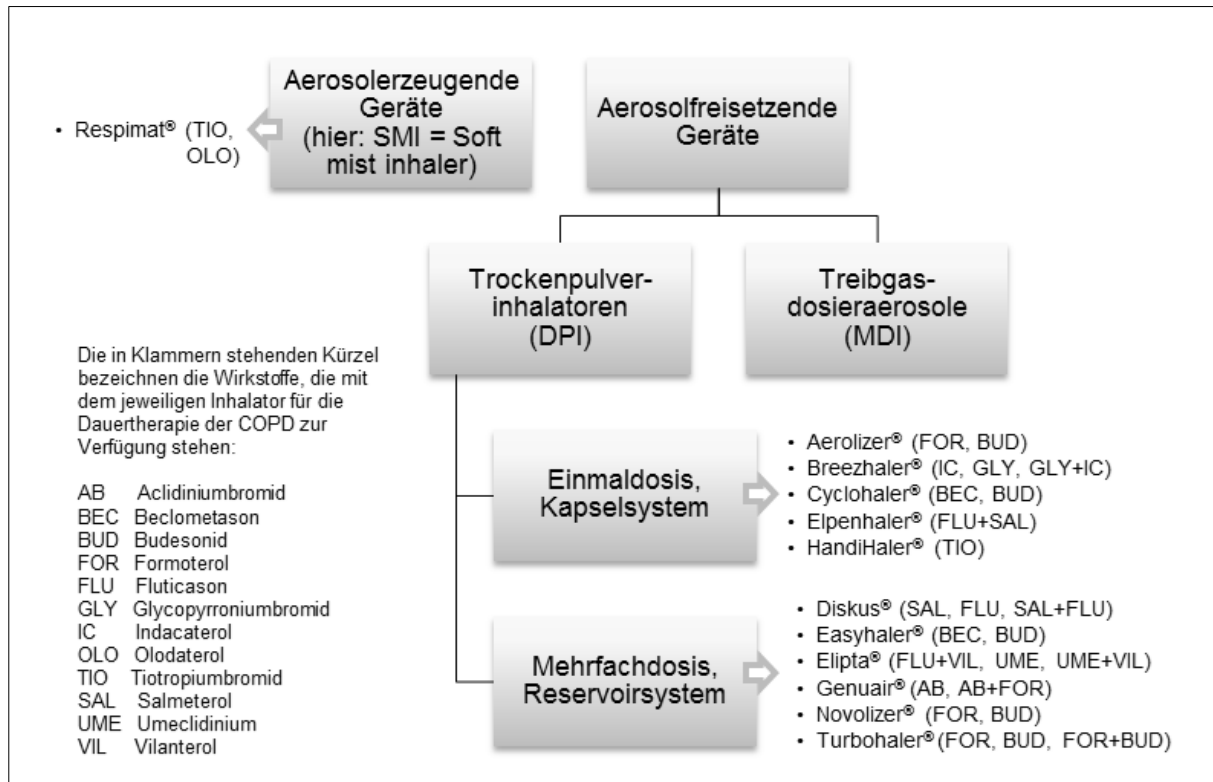 Aerosolerzeugende
Geräte
(hier: SMI = Soft
mist inhaler)
• Respimat® (TIO,
OLO)
Aerosolfreisetzende
Geräte
Trockenpulver-
inhalatoren
(DPI)
Treibgas-
dosieraerosole
(MDI)
Die in Klammern stehenden Kürzel
bezeichnen die Wirkstoffe, die mit
dem jeweiligen Inhalator für die
Dauertherapie der COPD zur
Verfügung stehen:
AB Aclidiniumbromid
BEC Beclometason
BUD Budesonid
FOR Formoterol
FLU Fluticason
GLY Glycopyrroniumbromid
IC Indacaterol
OLO Olodaterol
TIO Tiotropiumbromid
SAL Salmeterol
UME Umeclidinium
VIL Vilanterol
Einmaldosis,
Kapselsystem
• Aerolizer® (FOR, BUD)
• Breezhaler® (IC, GLY, GLY+IC)
• Cyclohaler® (BEC, BUD)
• Elpenhaler® (FLU+SAL)
• HandiHaler® (TIO)
Mehrfachdosis,
Reservoirsystem
• Diskus® (SAL, FLU, SAL+FLU)
• Easyhaler® (BEC, BUD)
• Elipta® (FLU+VIL, UME, UME+VIL)
• Genuair® (AB, AB+FOR)
• Novolizer® (FOR, BUD)
• Turbohaler® (FOR, BUD, FOR+BUD)